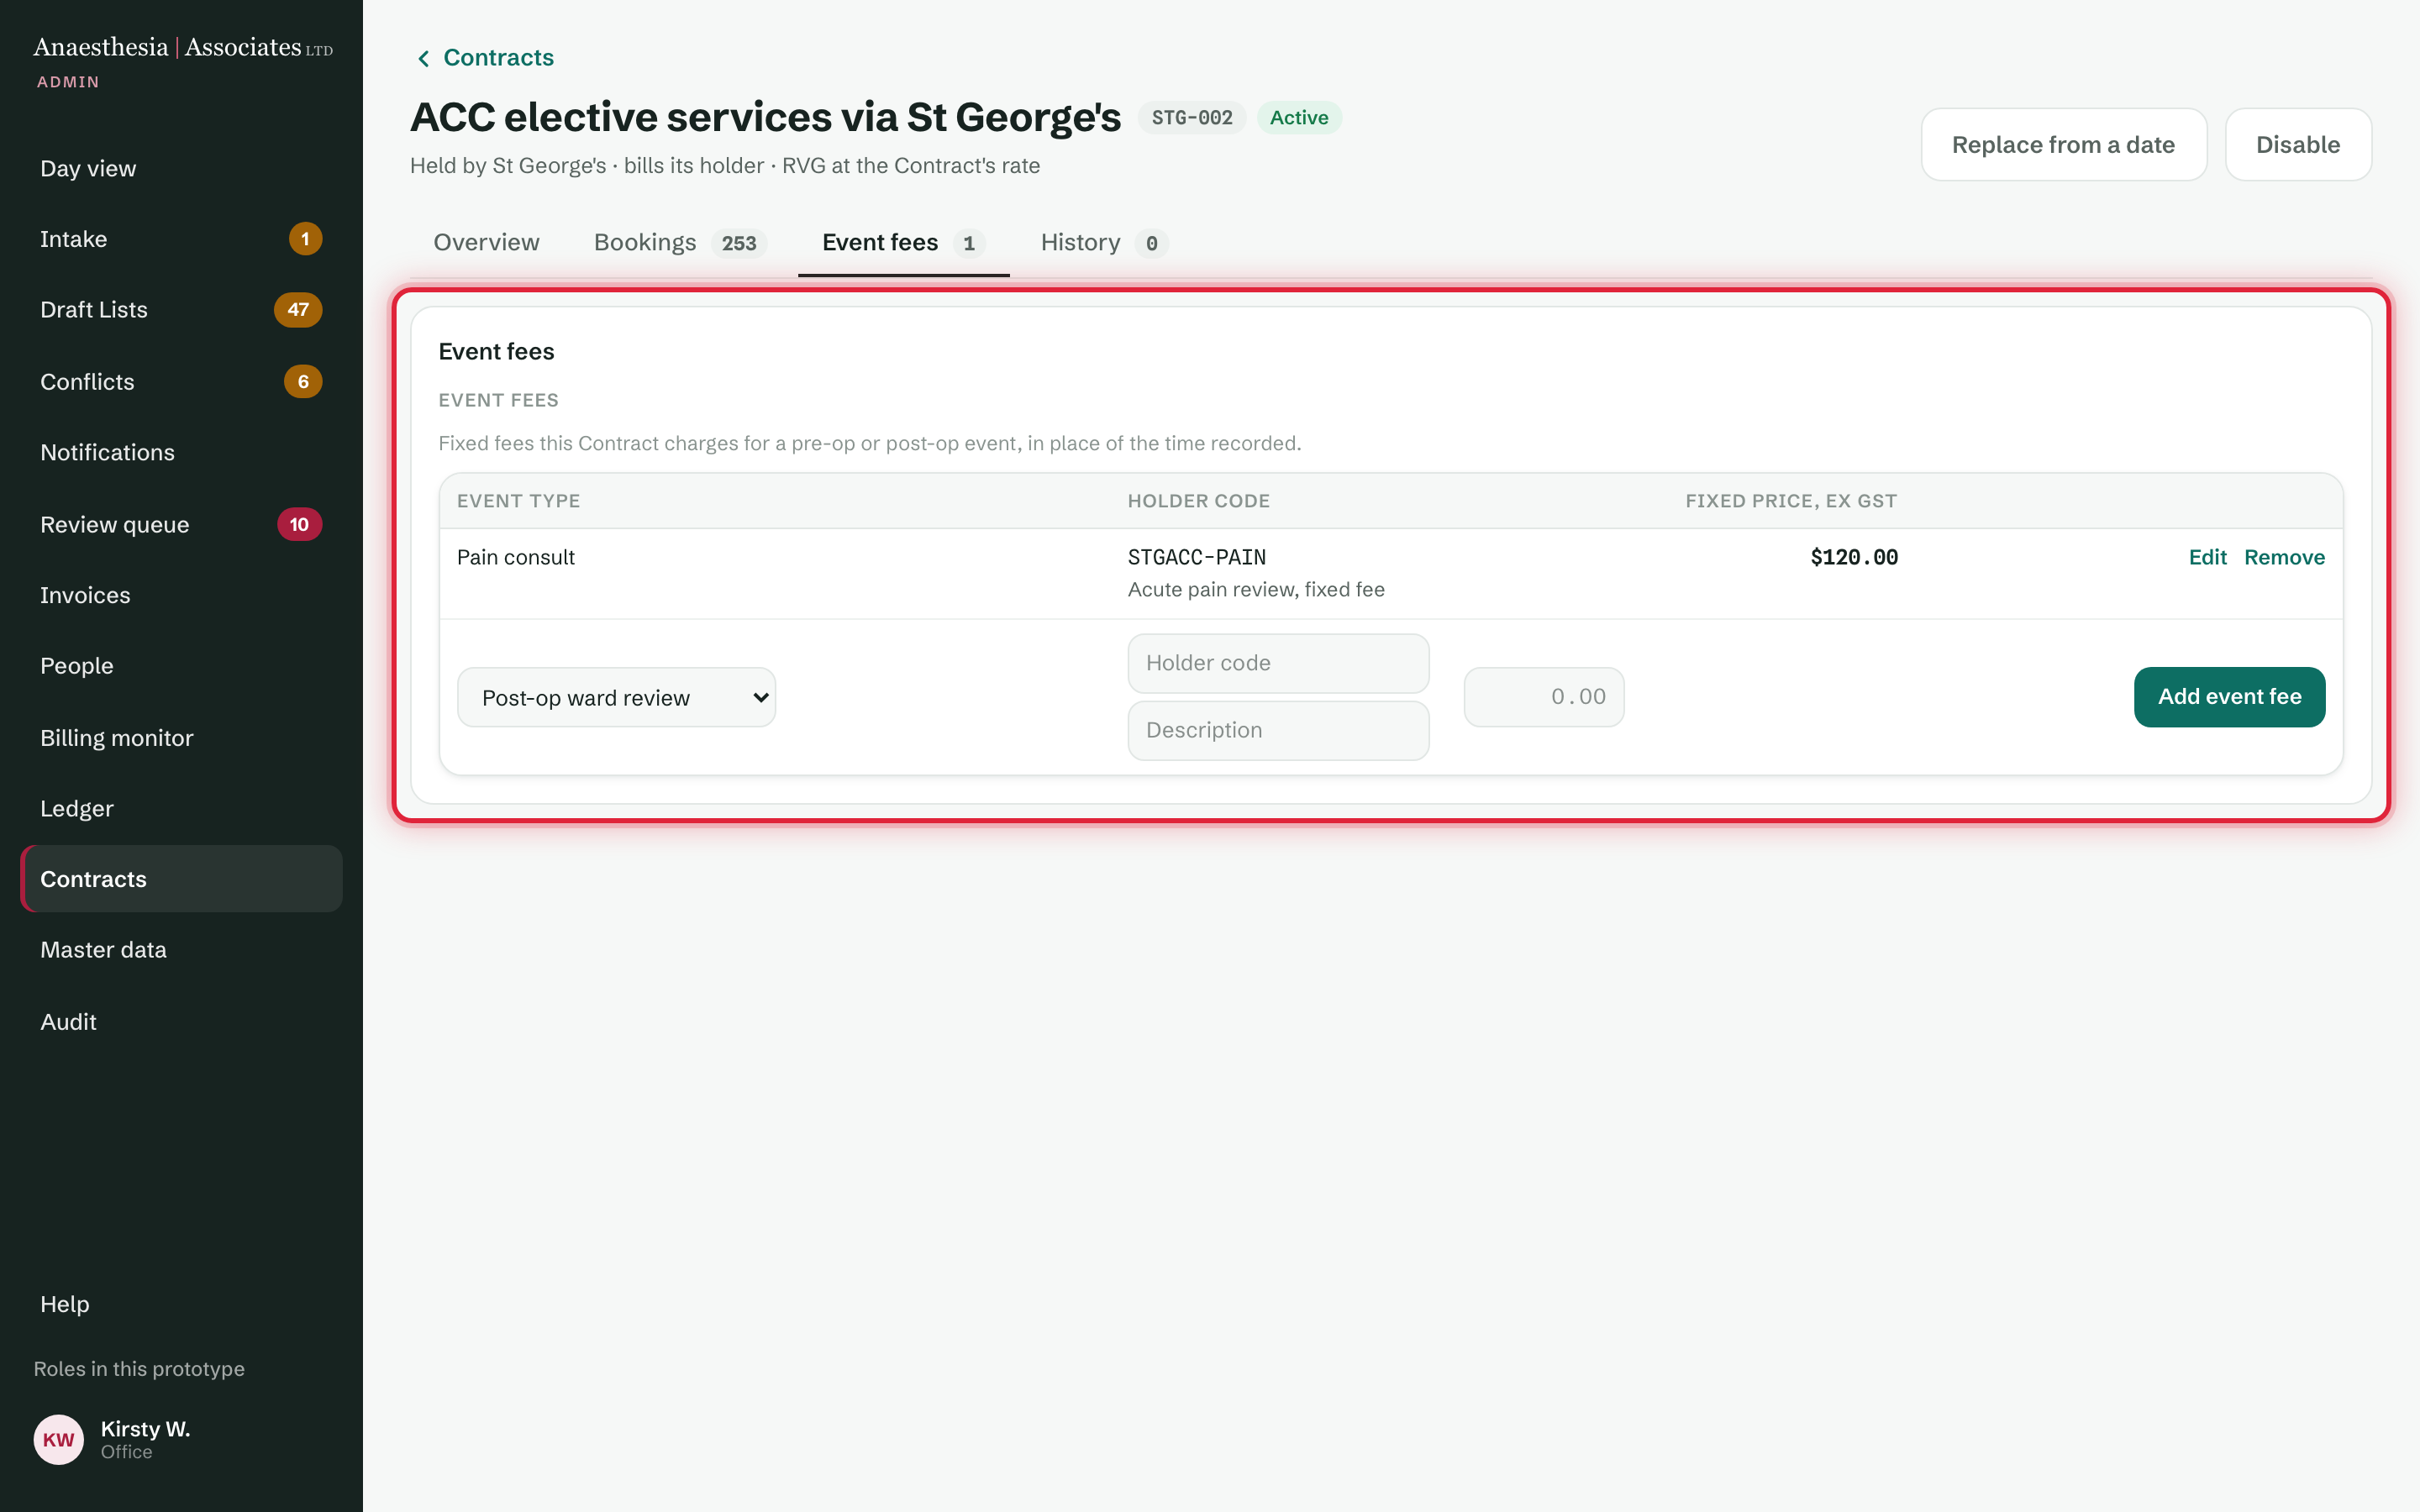 Anaesthesia | Associates LTD
ADMIN
Day view
Intake 1
Draft Lists 47
Conflicts 6
Notifications
Review queue 10
Invoices
People
Billing monitor
Ledger
Contracts
Master data
Audit
Help
Roles in this prototype
KW
Kirsty W.
Office
Contracts
ACC elective services via St George's STG-002 Active
Held by St George's · bills its holder · RVG at the Contract's rate
Replace from a date Disable
Overview Bookings 253 Event fees 1 History 0
Event fees
EVENT FEES
Fixed fees this Contract charges for a pre-op or post-op event, in place of the time recorded.
EVENT TYPE HOLDER CODE FIXED PRICE, EX GST
Pain consult STGACC-PAIN $120.00 Edit Remove
Acute pain review, fixed fee
Holder code
Post-op ward review 0.00 Add event fee
Description